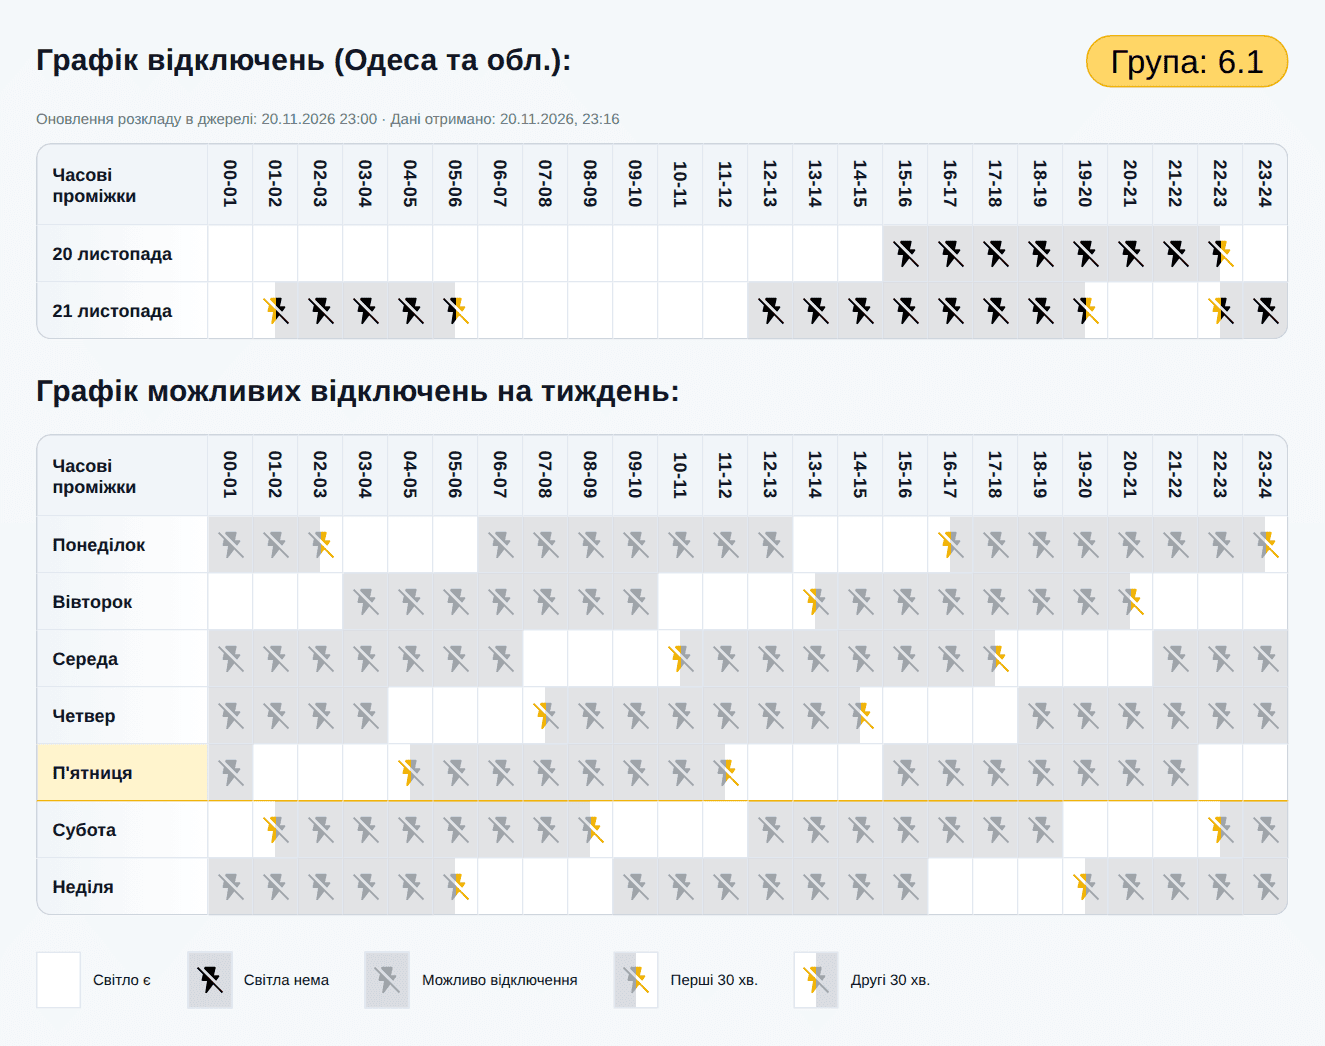 Графік відключень (Одеса та обл.):
Група: 6.1
Оновлення розкладу в джерелі: 20.11.2026 23:00 · Дані отримано: 20.11.2026, 23:16
Часові
проміжки
00-01 01-02 02-03 03-04 04-05 05-06 06-07 07-08 08-09 09-10 10-11 11-12 12-13 13-14 14-15 15-16 16-17 17-18 18-19 19-20 20-21 21-22 22-23 23-24
20 листопада
21 листопада
Графік можливих відключень на тиждень:
Часові
проміжки
00-01 01-02 02-03 03-04 04-05 05-06 06-07 07-08 08-09 09-10 10-11 11-12 12-13 13-14 14-15 15-16 16-17 17-18 18-19 19-20 20-21 21-22 22-23 23-24
Понеділок
Вівторок
Середа
Четвер
П'ятниця
Субота
Неділя
Світло є Світла нема Можливо відключення Перші 30 хв. Другі 30 хв.